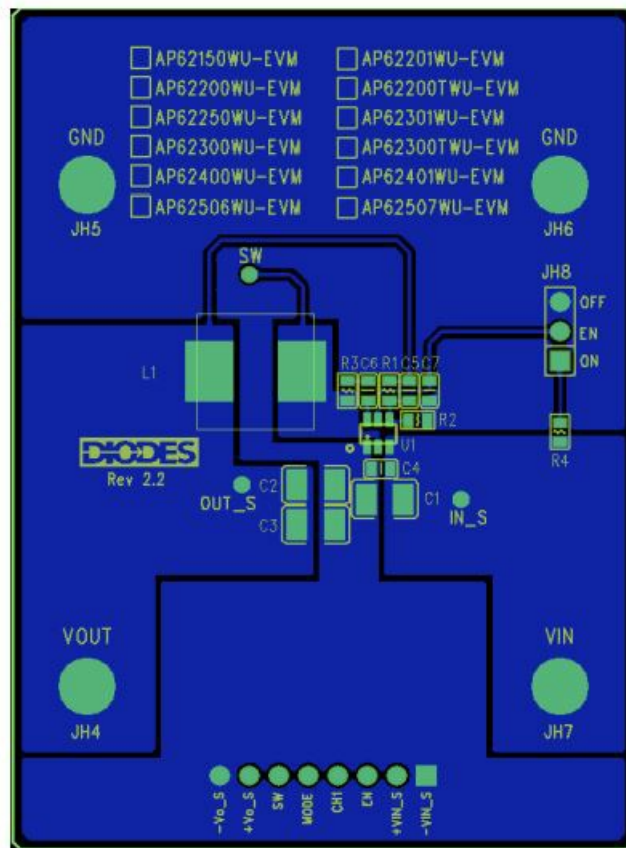 AP62150WU-EVM AP62201WU-EVM
AP62200WU-EVM AP62200TWU-EVM
AP62250WU-EVM AP62301WU-EVM
AP62300WU-EVM AP62300TWU-EVM
AP62400WU-EVM AP62401WU-EVM
AP62506WU-EVM AP62507WU-EVM
GND GND
JH5 JH6
SW
JH8
OFF
EN
ON
L1
R3 C6 R1 C5 C7
R2
U1
R4
DIODES
Rev 2.2
C4
C2
OUT_S
C1
IN_S
C3
VOUT VIN
JH4 JH7
-Vo_S +Vo_S SW MODE CH1 EN +VIN_S -VIN_S